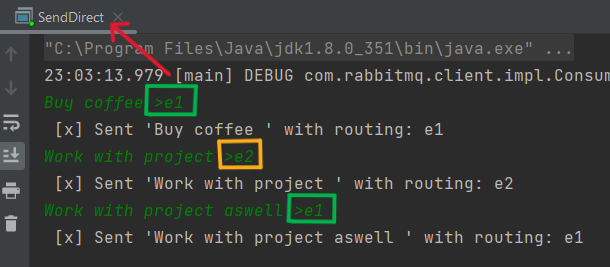 SendDirect
"C:\Program Files\Java\jdk1.8.0_351\bin\java.exe" ...
23:03:13.979 [main] DEBUG com.rabbitmq.client.impl.Consum
Buy coffee >e1
[x] Sent 'Buy coffee ' with routing: e1
Work with project >e2
[x] Sent 'Work with project ' with routing: e2
Work with project aswell >e1
[x] Sent 'Work with project aswell ' with routing: e1